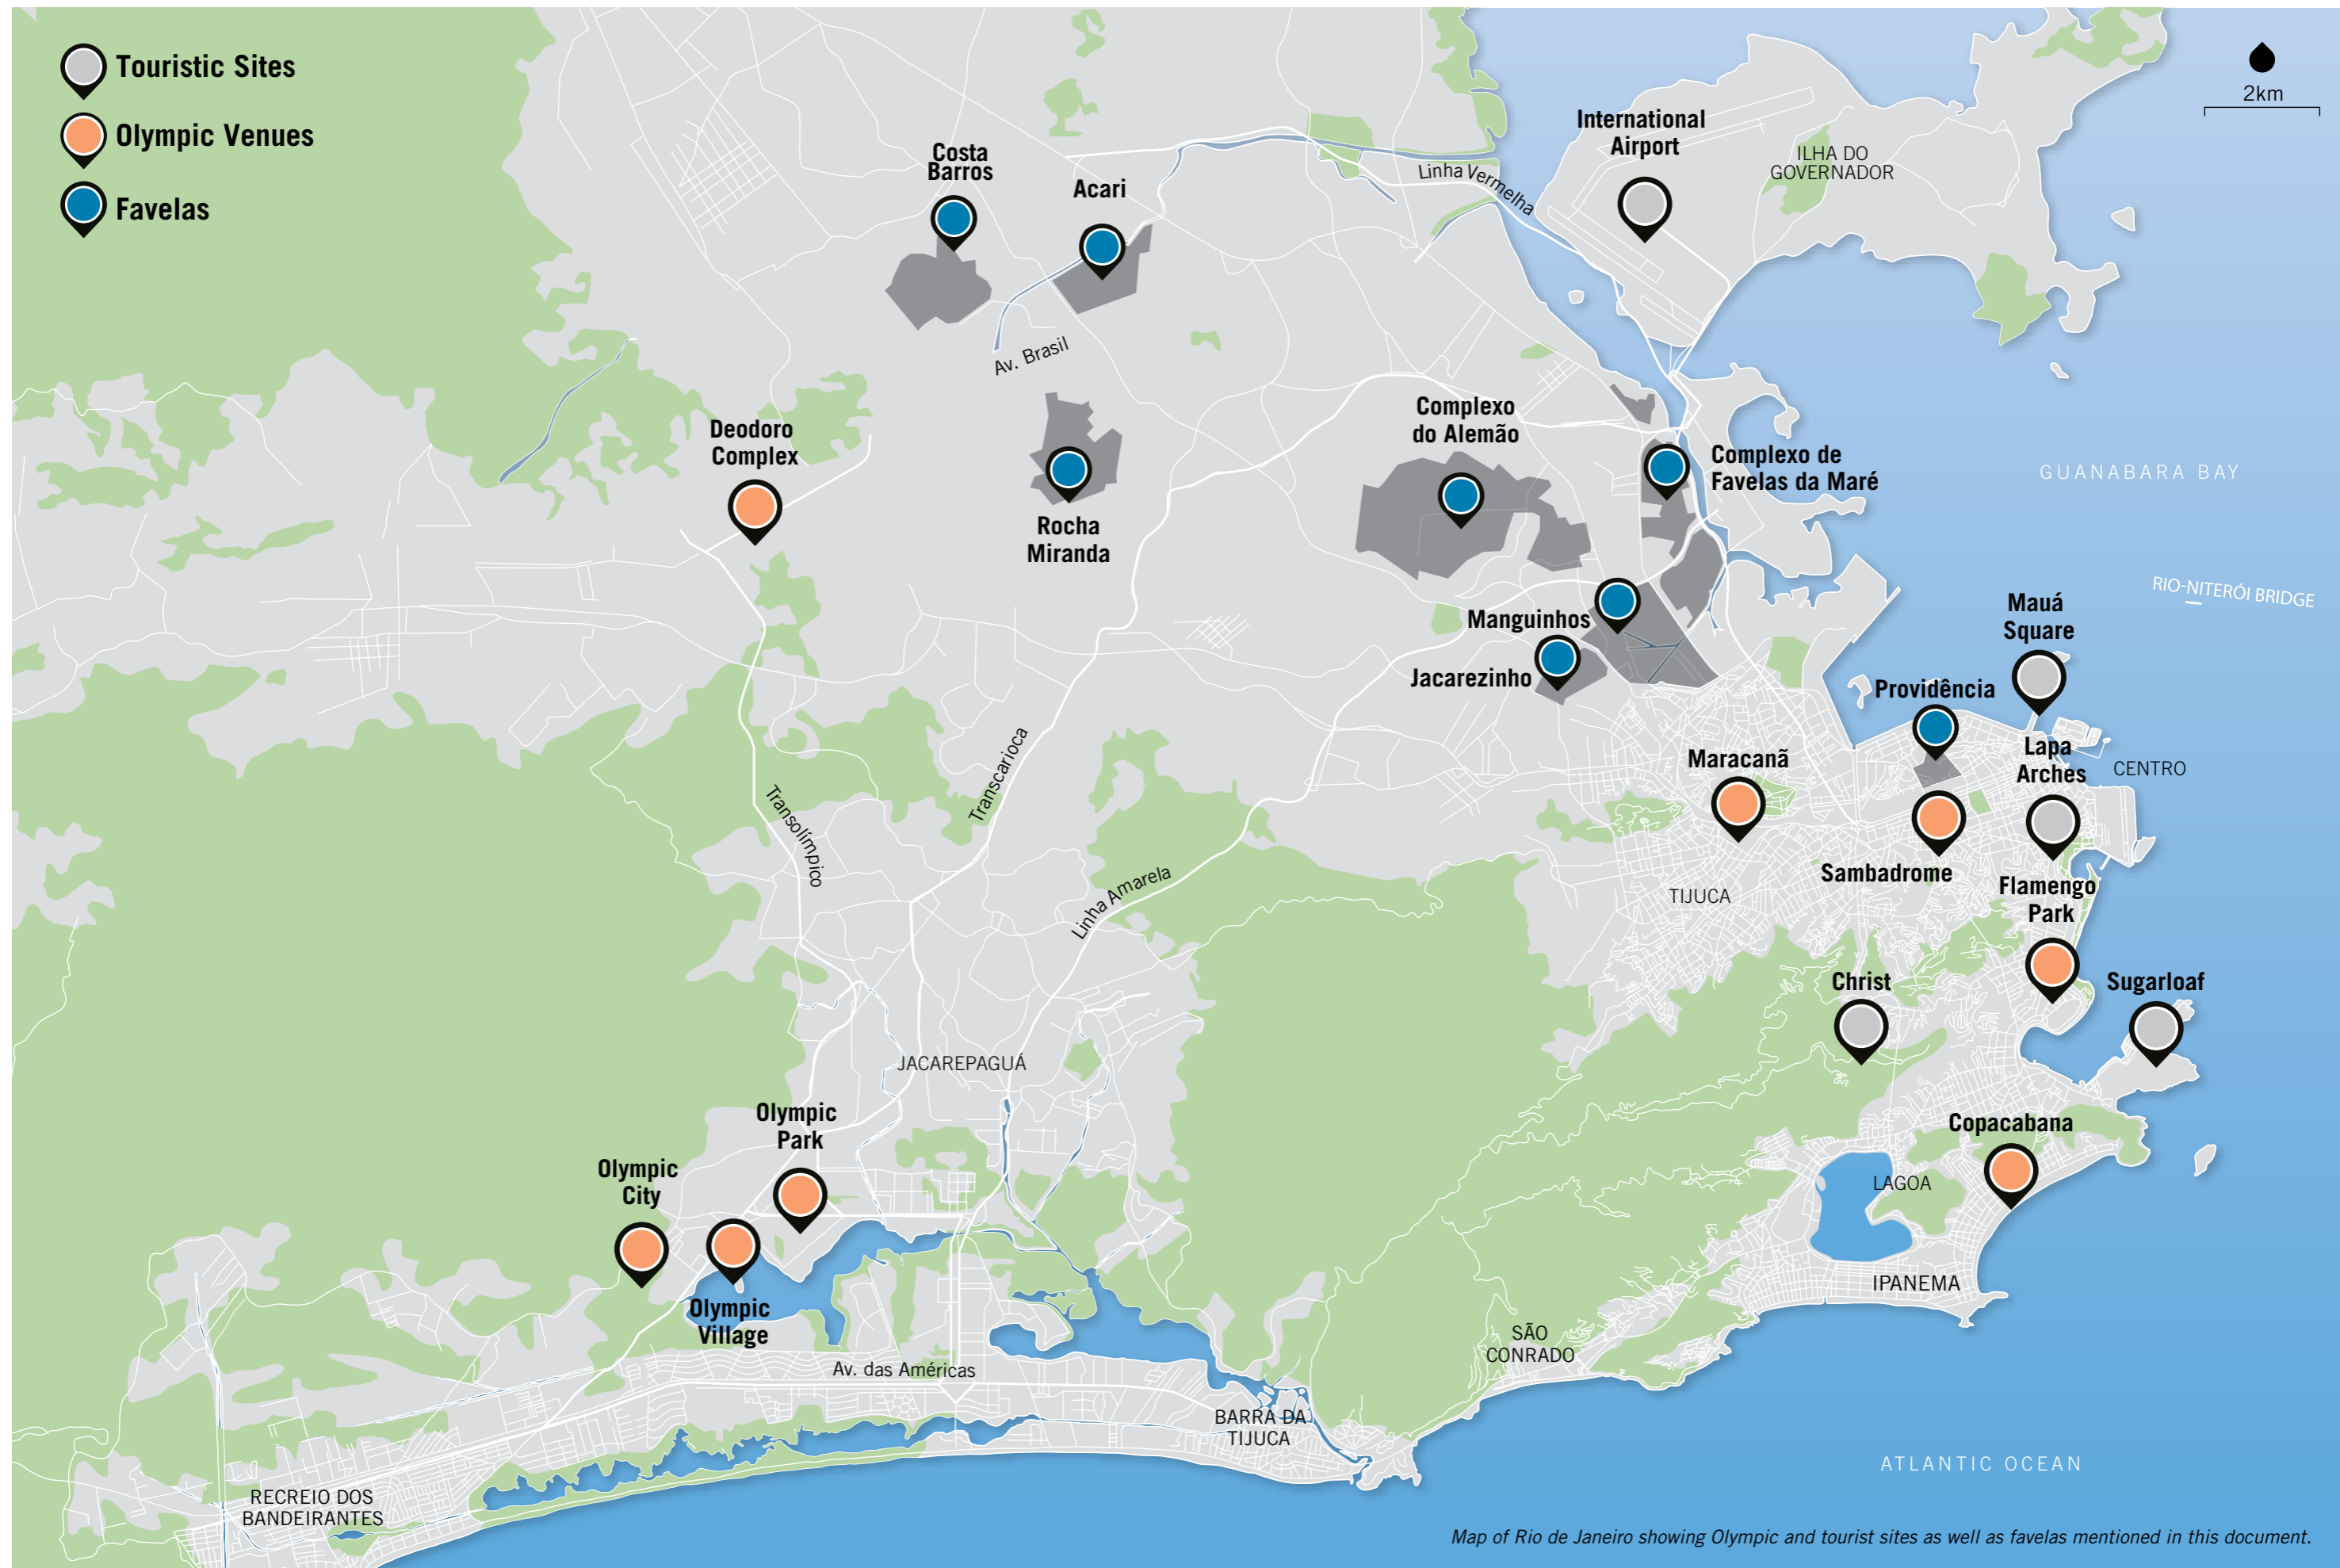 Touristic Sites
Olympic Venues
Favelas
2km
International
Airport
ILHA DO
GOVERNADOR
Linha Vermelha
Costa
Barros
Acari
Av. Brasil
Deodoro
Complex
Rocha
Miranda
Complexo
do Alemão
Complexo de
Favelas da Maré
GUANABARA BAY
RIO-NITERÓI BRIDGE
Manguinhos
Jacarezinho
Mauá
Square
Providência
Lapa
Arches
CENTRO
Maracanã
Sambadrome
TIJUCA
Flamengo
Park
Transcarioca
Transolímpico
Linha Amarela
Christ
Sugarloaf
JACAREPAGUÁ
Olympic
Park
Copacabana
Olympic
City
LAGOA
Olympic
Village
IPANEMA
SÃO
CONRADO
Av. das Américas
BARRA DA
TIJUCA
ATLANTIC OCEAN
RECREIO DOS
BANDEIRANTES
Map of Rio de Janeiro showing Olympic and tourist sites as well as favelas mentioned in this document.